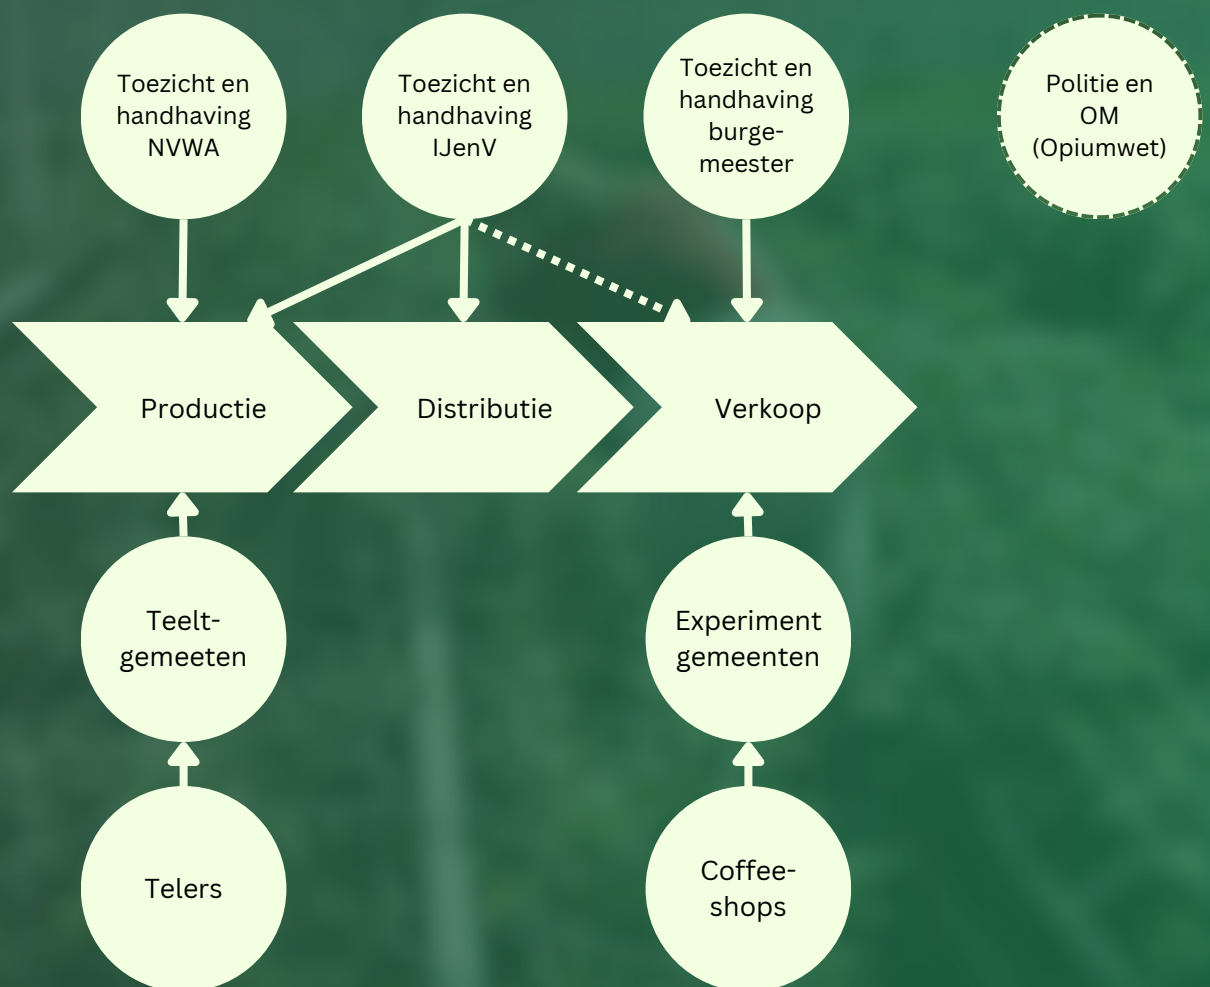 Toezicht en
handhaving
NVWA
Toezicht en
handhaving
IJenV
Toezicht en
handhaving
burge-
meester
Politie en
OM
(Opiumwet)
Productie
Distributie
Verkoop
Teelt-
gemeeten
Experiment
gemeenten
Telers
Coffee-
shops